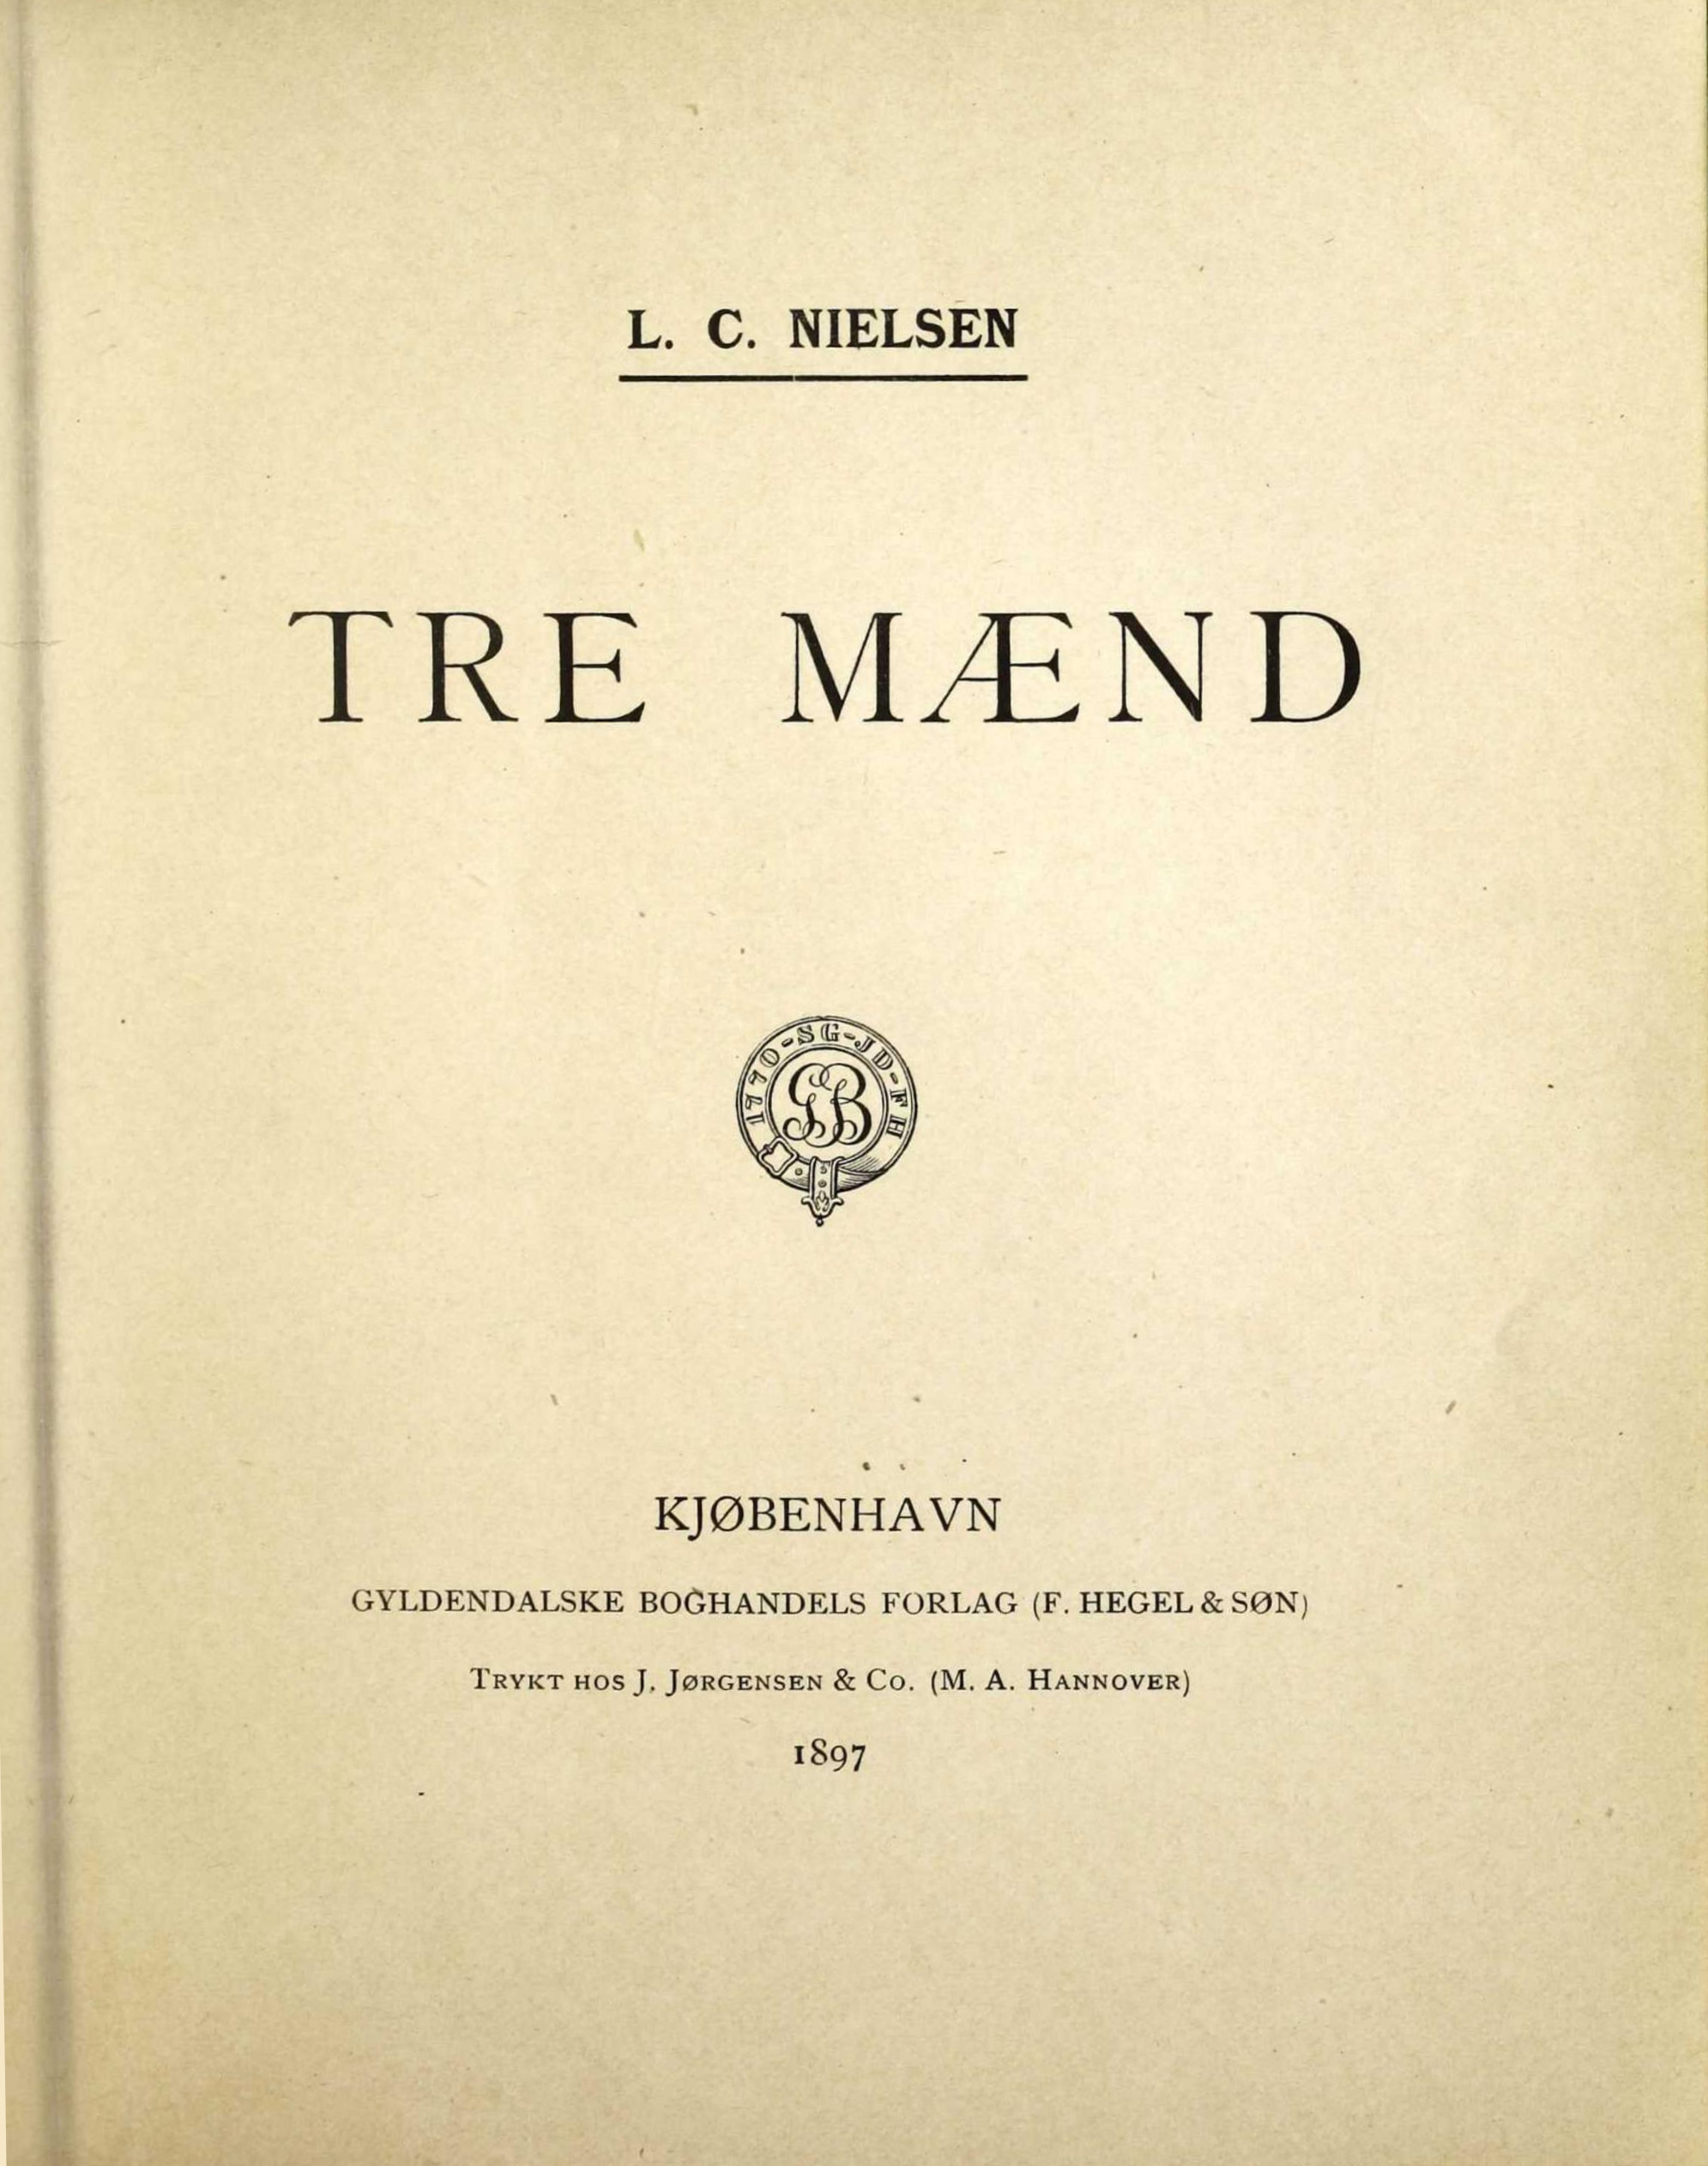 L. C. NIELSEN
TRE MÆND
1770-SG-JD-FH
GB
KJØBENHAVN
GYLDENDALSKE BOGHANDELS FORLAG (F. HEGEL & SØN)
TRYKT HOS J. JØRGENSEN & CO. (M. A. HANNOVER)
1897